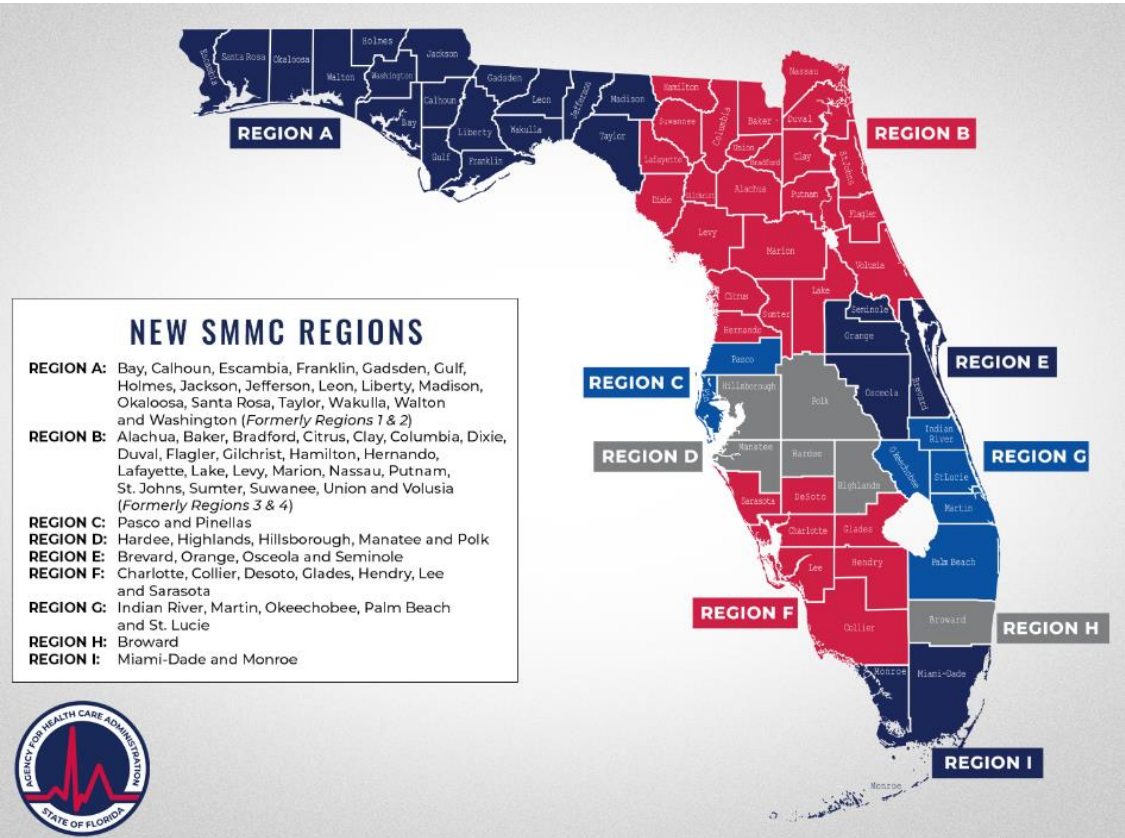 Escambia
Santa Rosa
Okaloosa
Walton
Holmes
Washington
Jackson
Bay
Calhoun
Gulf
Liberty
Franklin
Gadsden
Leon
Wakulla
Jefferson
Madison
Taylor
REGION A
Hamilton
Suwannee
Columbia
Lafayette
Dixie
Baker
Nassau
Duval
Union
Bradford
Clay
St Johns
Gilchrist
Alachua
Putnam
Flagler
Levy
Marion
Volusia
Citrus
Sumter
Lake
Hernando
REGION B
Seminole
Orange
Osceola
Brevard
REGION E
Pasco
REGION C
Hillsborough
Polk
Manatee
Hardee
Highlands
REGION D
Indian
River
Okeechobee
StLucie
Martin
Palm Beach
REGION G
Sarasota
DeSoto
Charlotte
Glades
Lee
Hendry
Collier
REGION F
Broward
REGION H
Monroe
Miami-Dade
REGION I
Monroe
NEW SMMC REGIONS
REGION A: Bay, Calhoun, Escambia, Franklin, Gadsden, Gulf,
Holmes, Jackson, Jefferson, Leon, Liberty, Madison,
Okaloosa, Santa Rosa, Taylor, Wakulla, Walton
and Washington (Formerly Regions 1 & 2)
REGION B: Alachua, Baker, Bradford, Citrus, Clay, Columbia, Dixie,
Duval, Flagler, Gilchrist, Hamilton, Hernando,
Lafayette, Lake, Levy, Marion, Nassau, Putnam,
St. Johns, Sumter, Suwanee, Union and Volusia
(Formerly Regions 3 & 4)
REGION C: Pasco and Pinellas
REGION D: Hardee, Highlands, Hillsborough, Manatee and Polk
REGION E: Brevard, Orange, Osceola and Seminole
REGION F: Charlotte, Collier, Desoto, Glades, Hendry, Lee
and Sarasota
REGION G: Indian River, Martin, Okeechobee, Palm Beach
and St. Lucie
REGION H: Broward
REGION I: Miami-Dade and Monroe
AGENCY FOR HEALTH CARE ADMINISTRATION
STATE OF FLORIDA